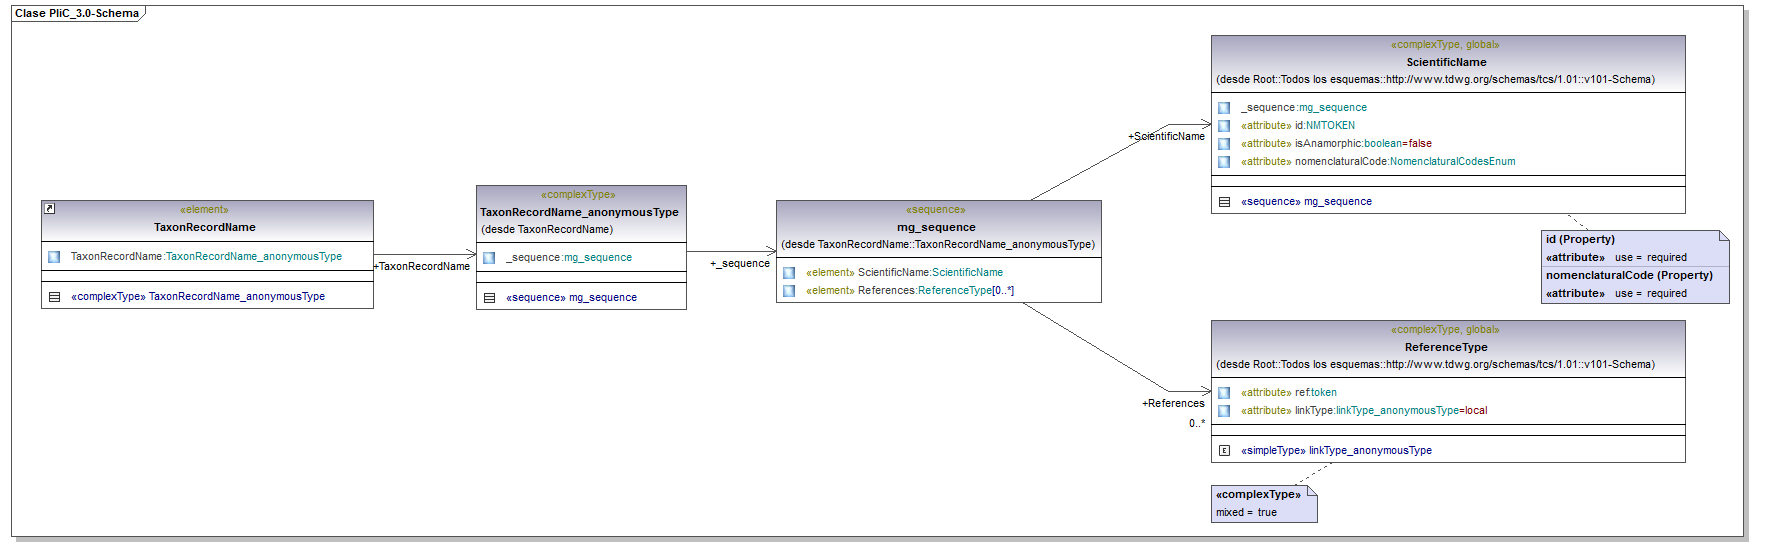 Clase PliC_3.0-Schema
«element»
TaxonRecordName
TaxonRecordName:TaxonRecordName_anonymousType
«complexType» TaxonRecordName_anonymousType
+TaxonRecordName
«complexType»
TaxonRecordName_anonymousType
(desde TaxonRecordName)
_sequence:mg_sequence
«sequence» mg_sequence
+_sequence
«sequence»
mg_sequence
(desde TaxonRecordName::TaxonRecordName_anonymousType)
«element» ScientificName:ScientificName
«element» References:ReferenceType[0..*]
+ScientificName
«complexType, global»
ScientificName
(desde Root::Todos los esquemas::http://www.tdwg.org/schemas/tcs/1.01::v101-Schema)
_sequence:mg_sequence
«attribute» id:NMTOKEN
«attribute» isAnamorphic:boolean=false
«attribute» nomenclaturalCode:NomenclaturalCodesEnum
«sequence» mg_sequence
id (Property)
«attribute» use = required
nomenclaturalCode (Property)
«attribute» use = required
+References
0..*
«complexType, global»
ReferenceType
(desde Root::Todos los esquemas::http://www.tdwg.org/schemas/tcs/1.01::v101-Schema)
«attribute» ref:token
«attribute» linkType:linkType_anonymousType=local
«simpleType» linkType_anonymousType
«complexType»
mixed = true